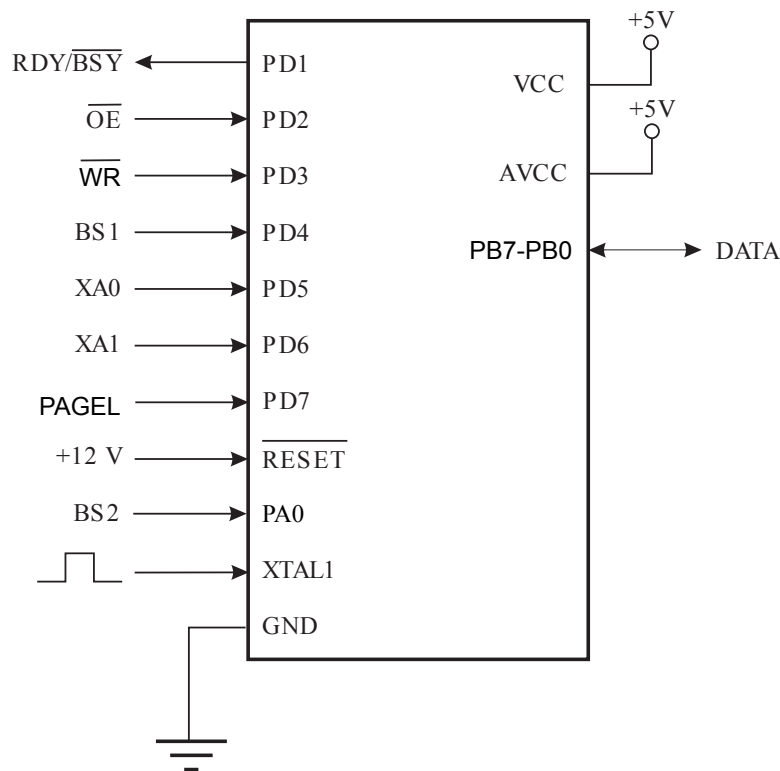 +5V
RDY/BSY PD1
VCC
OE PD2
+5V
WR PD3
AVCC
BS1 PD4
PB7-PB0 DATA
XA0 PD5
XA1 PD6
PAGEL PD7
+12 V RESET
BS2 PA0
XTAL1
GND